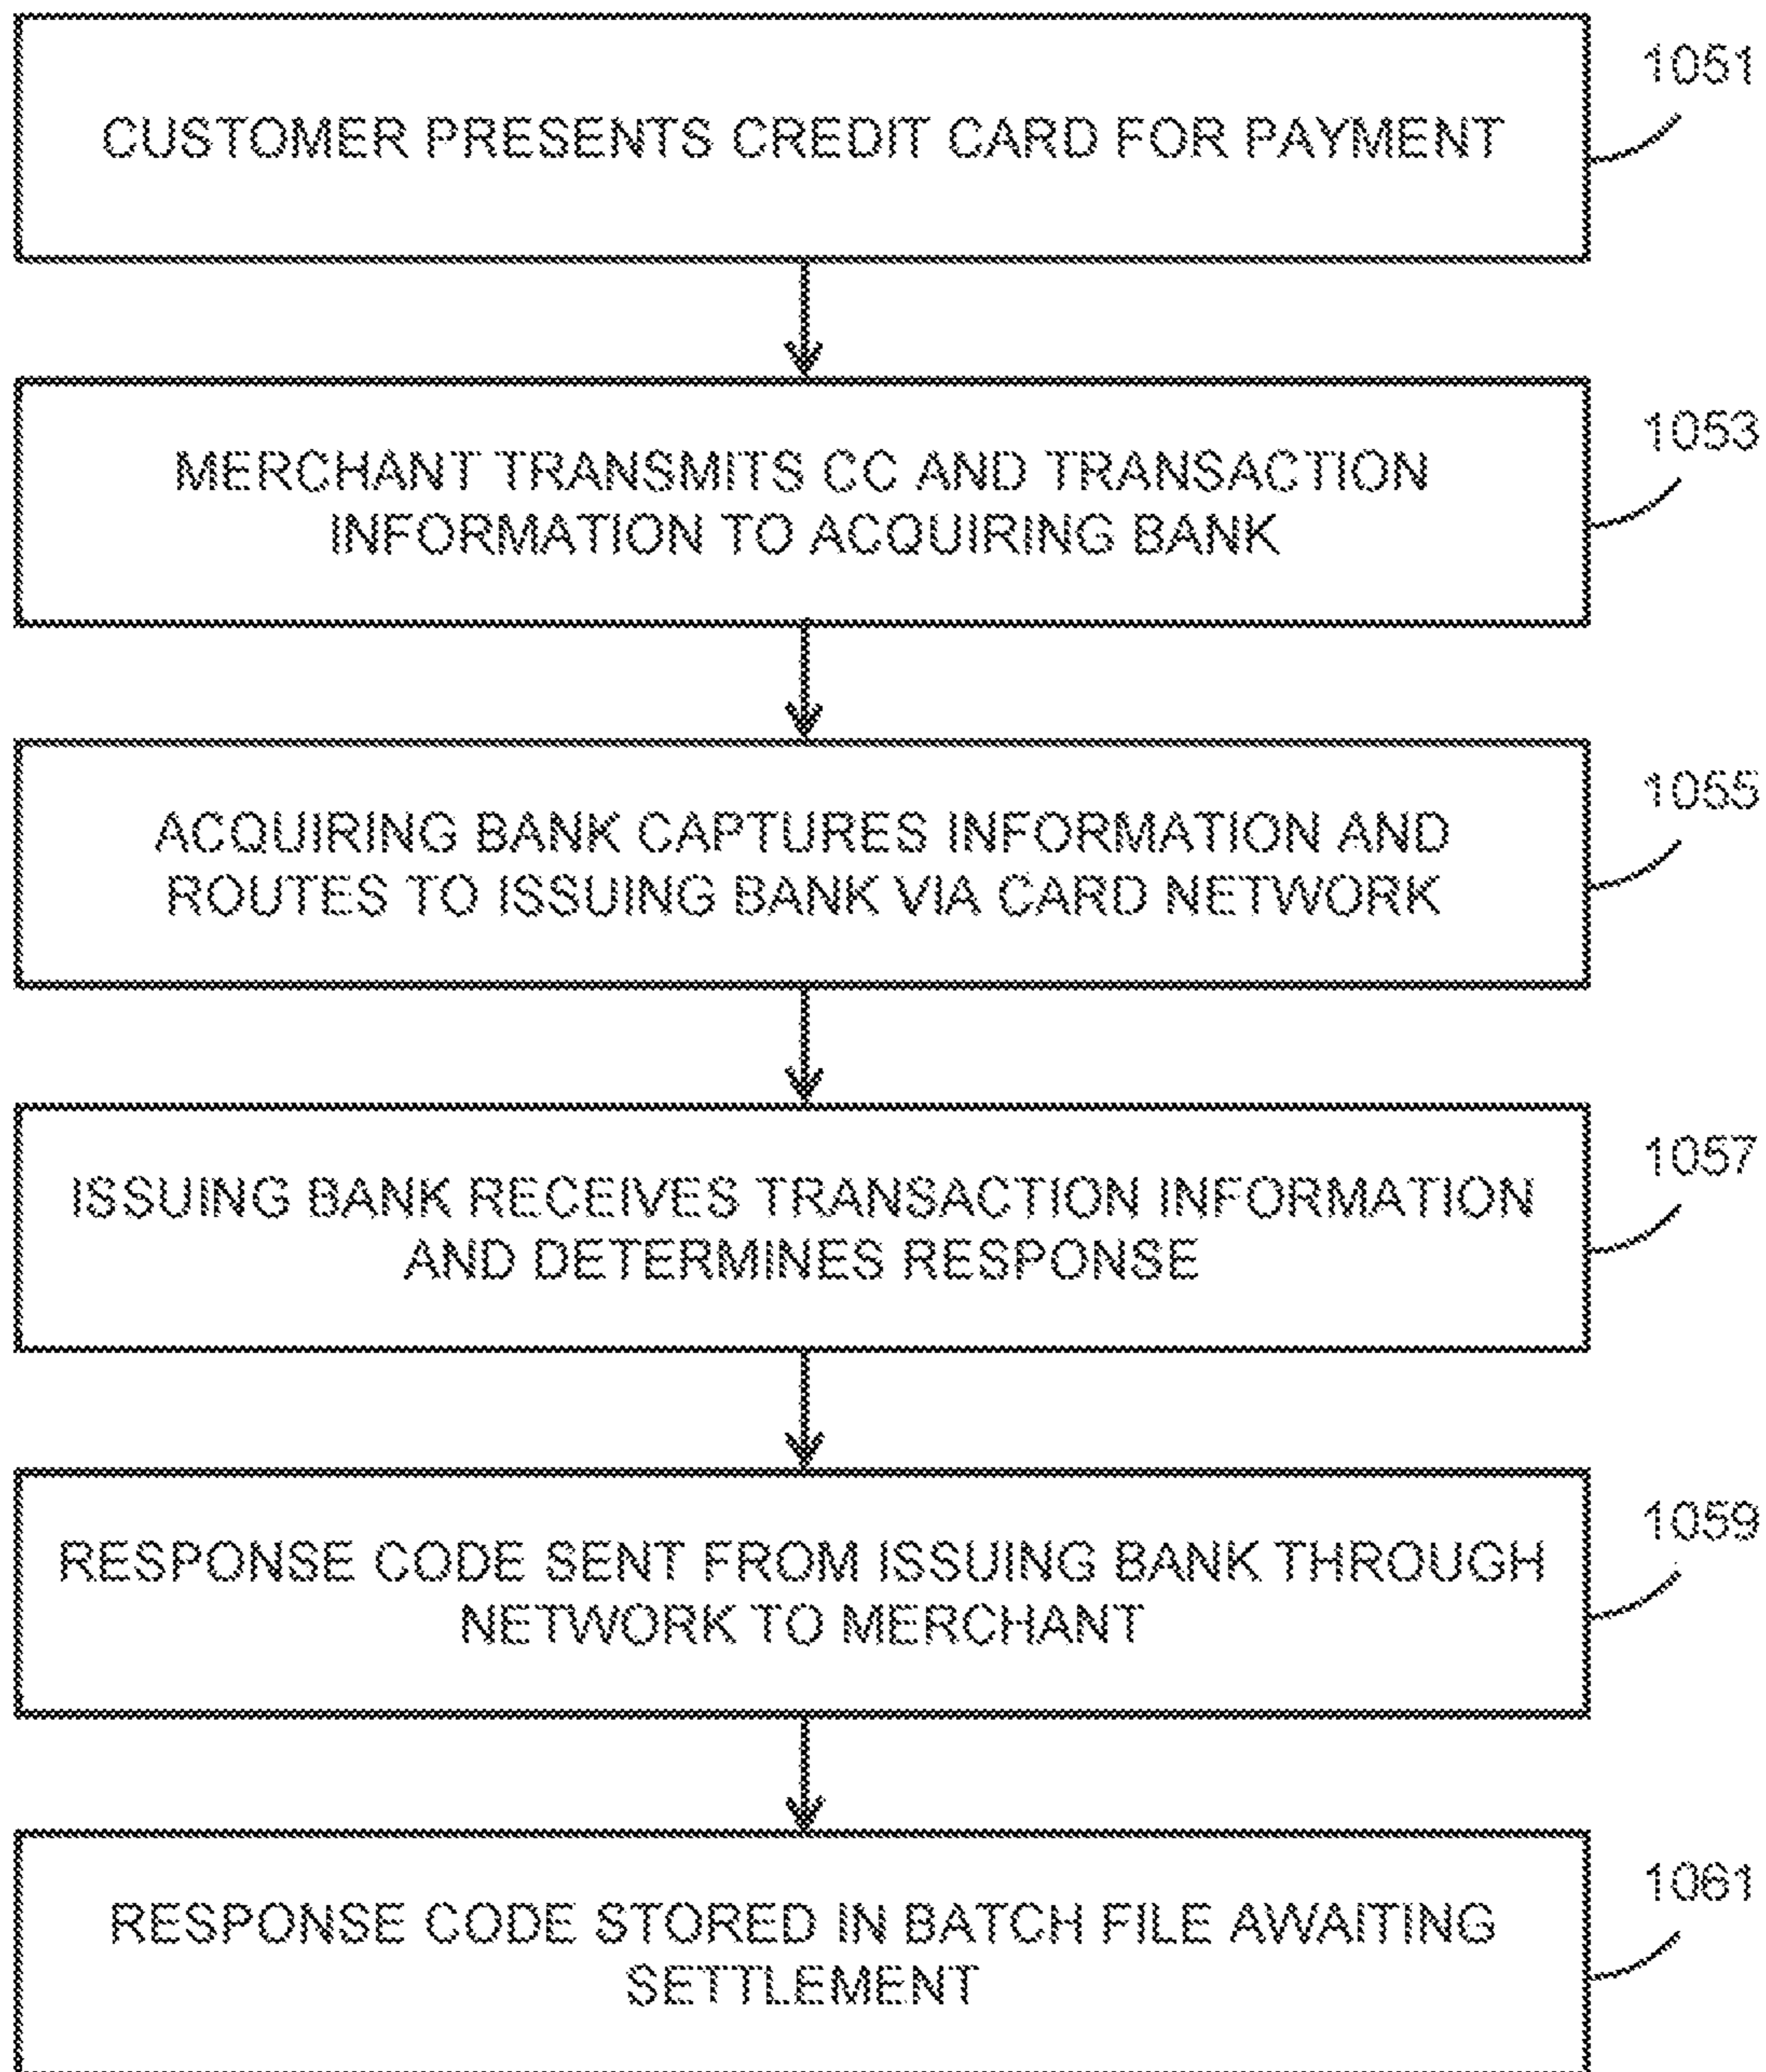 CUSTOMER PRESENTS CREDIT CARD FOR PAYMENT
1051
MERCHANT TRANSMITS CC AND TRANSACTION
INFORMATION TO ACQUIRING BANK
1053
ACQUIRING BANK CAPTURES INFORMATION AND
ROUTES TO ISSUING BANK VIA CARD NETWORK
1055
ISSUING BANK RECEIVES TRANSACTION INFORMATION
AND DETERMINES RESPONSE
1057
RESPONSE CODE SENT FROM ISSUING BANK THROUGH
NETWORK TO MERCHANT
1059
RESPONSE CODE STORED IN BATCH FILE AWAITING
SETTLEMENT
1061